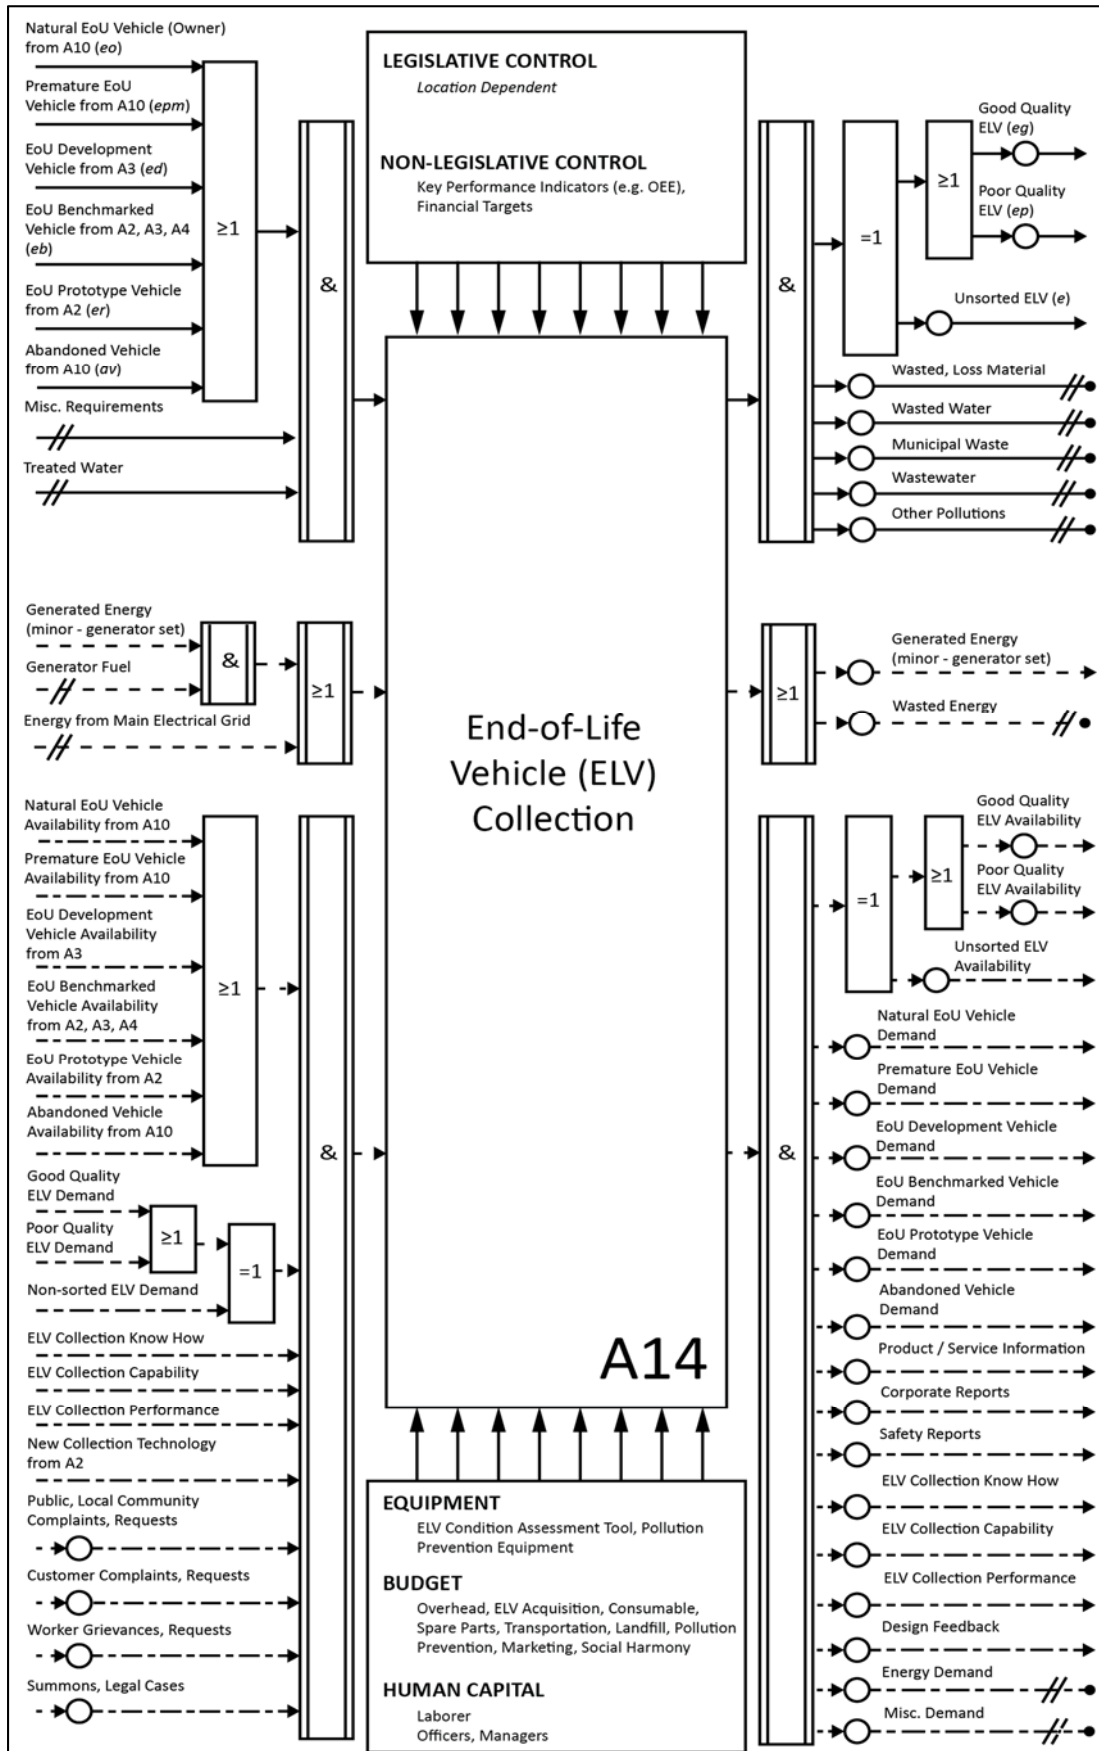 Natural EoU Vehicle (Owner)
from A10 (eo)
Premature EoU
Vehicle from A10 (epm)
EoU Development
Vehicle from A3 (ed)
EoU Benchmarked
Vehicle from A2, A3, A4
(eb)
EoU Prototype Vehicle
from A2 (er)
Abandoned Vehicle
from A10 (av)
Misc. Requirements
Treated Water
≥1
&
LEGISLATIVE CONTROL
Location Dependent
NON-LEGISLATIVE CONTROL
Key Performance Indicators (e.g. OEE),
Financial Targets
&
=1
≥1
Good Quality
ELV (eg)
Poor Quality
ELV (ep)
Unsorted ELV (e)
Wasted, Loss Material
Wasted Water
Municipal Waste
Wastewater
Other Pollutions
Generated Energy
(minor - generator set)
Generator Fuel
Energy from Main Electrical Grid
&
≥1
≥1
Generated Energy
(minor - generator set)
Wasted Energy
End-of-Life
Vehicle (ELV)
Collection
A14
Natural EoU Vehicle
Availability from A10
Premature EoU Vehicle
Availability from A10
EoU Development
Vehicle Availability
from A3
EoU Benchmarked
Vehicle Availability
from A2, A3, A4
EoU Prototype Vehicle
Availability from A2
Abandoned Vehicle
Availability from A10
≥1
Good Quality
ELV Demand
Poor Quality
ELV Demand
≥1
Non-sorted ELV Demand
=1
ELV Collection Know How
ELV Collection Capability
ELV Collection Performance
New Collection Technology
from A2
Public, Local Community
Complaints, Requests
Customer Complaints, Requests
Worker Grievances, Requests
Summons, Legal Cases
&
EQUIPMENT
ELV Condition Assessment Tool, Pollution
Prevention Equipment
BUDGET
Overhead, ELV Acquisition, Consumable,
Spare Parts, Transportation, Landfill, Pollution
Prevention, Marketing, Social Harmony
HUMAN CAPITAL
Laborer
Officers, Managers
&
=1
≥1
Good Quality
ELV Availability
Poor Quality
ELV Availability
Unsorted ELV
Availability
Natural EoU Vehicle
Demand
Premature EoU Vehicle
Demand
EoU Development Vehicle
Demand
EoU Benchmarked Vehicle
Demand
EoU Prototype Vehicle
Demand
Abandoned Vehicle
Demand
Product / Service Information
Corporate Reports
Safety Reports
ELV Collection Know How
ELV Collection Capability
ELV Collection Performance
Design Feedback
Energy Demand
Misc. Demand